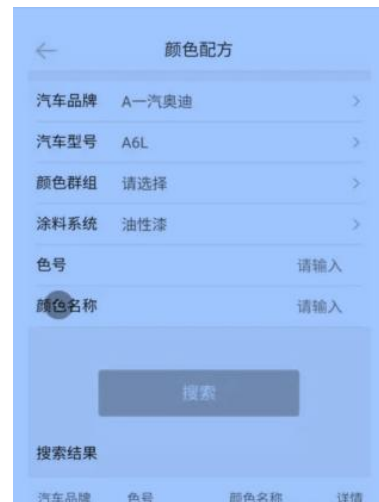 颜色配方
汽车品牌 A一汽奥迪
汽车型号 A6L
颜色群组 请选择
涂料系统 油性漆
色号 请输入
颜色名称 请输入
搜索
搜索结果
汽车品牌 色号 颜色名称 详情